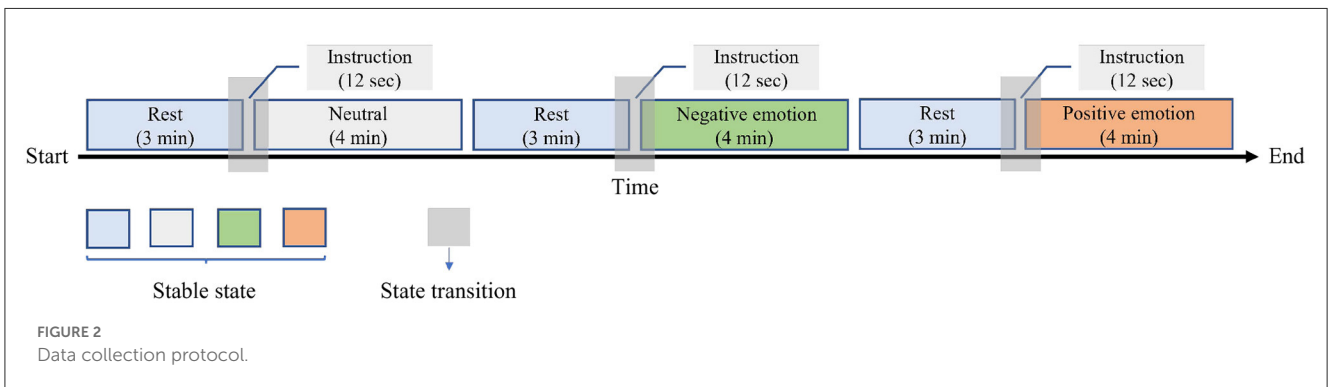 Instruction
(12 sec)
Instruction
(12 sec)
Instruction
(12 sec)
Rest
(3 min)
Neutral
(4 min)
Rest
(3 min)
Negative emotion
(4 min)
Rest
(3 min)
Positive emotion
(4 min)
Start
End
Time
Stable state
State transition
FIGURE 2
Data collection protocol.